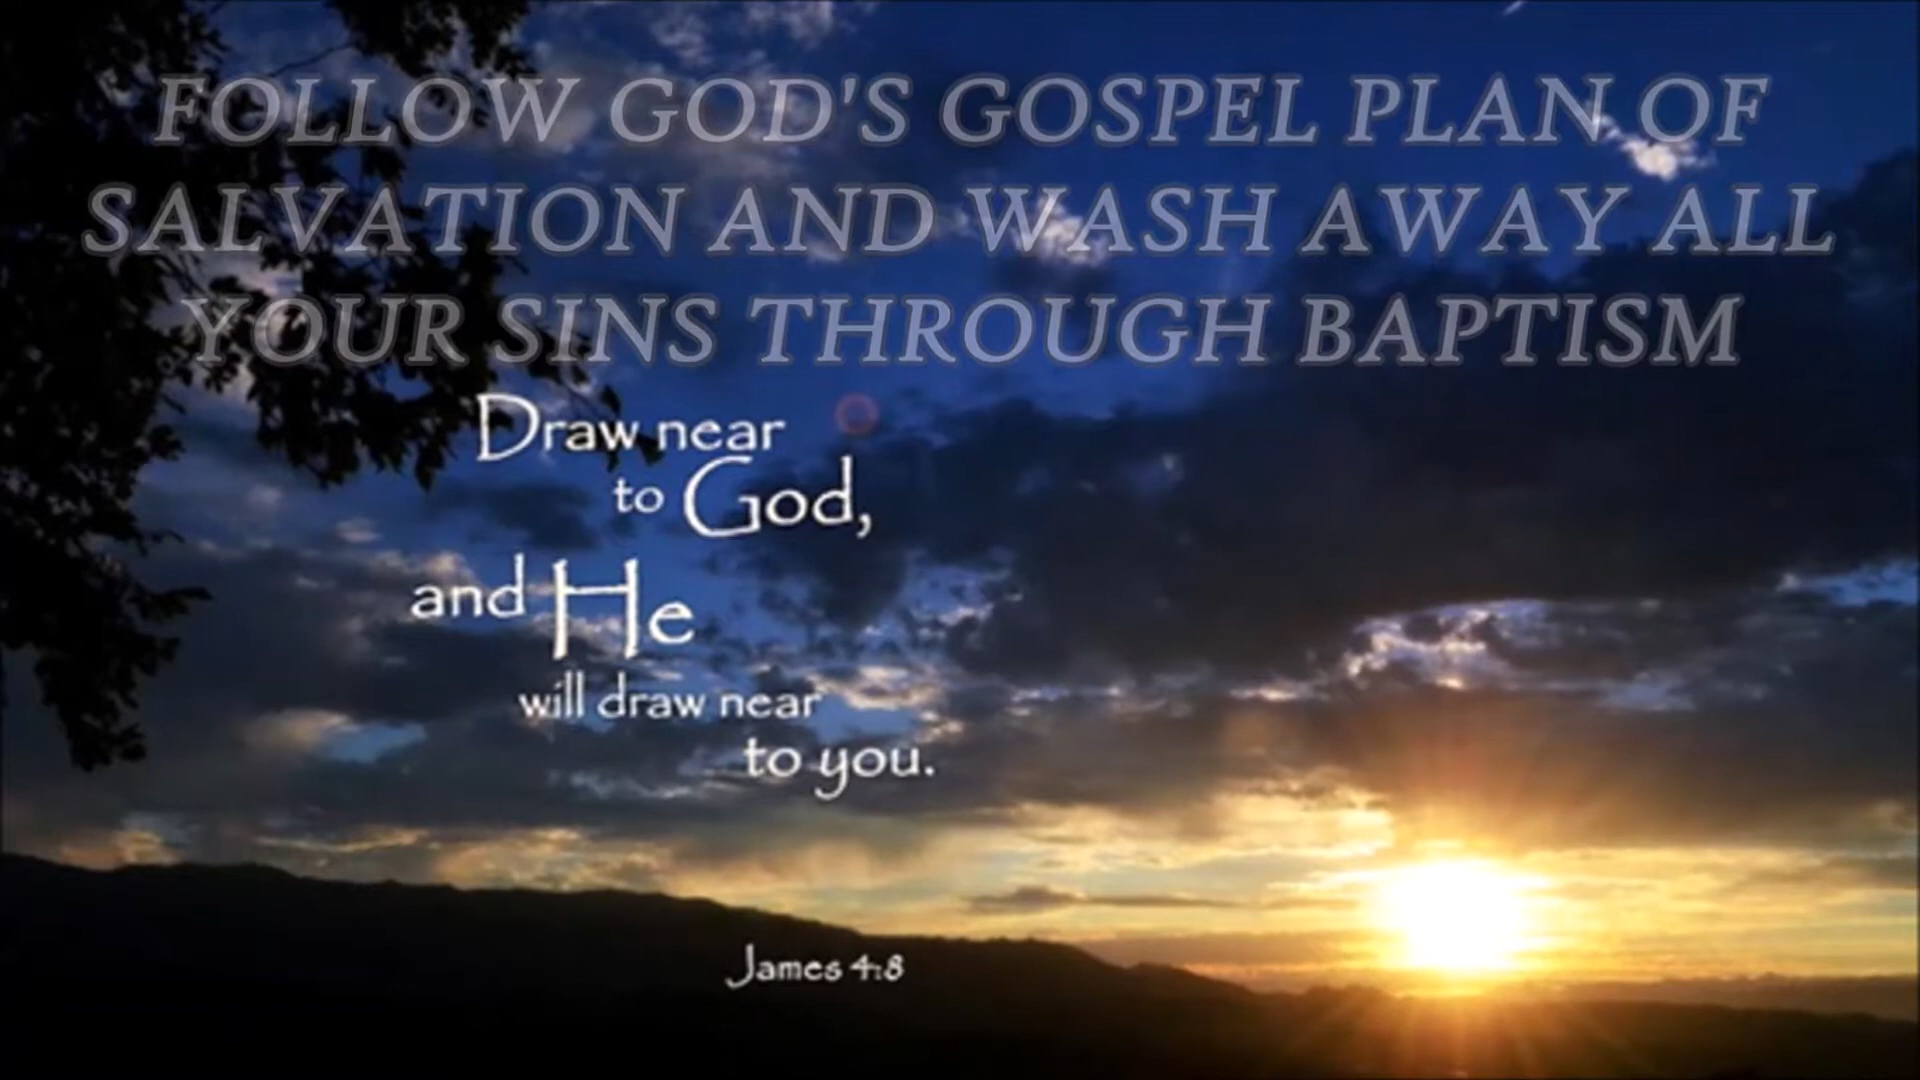 FOLLOW GOD'S GOSPEL PLAN OF
SALVATION AND WASH AWAY ALL
YOUR SINS THROUGH BAPTISM
Draw near
to God,
and He
will draw near
to you.
James 4:8